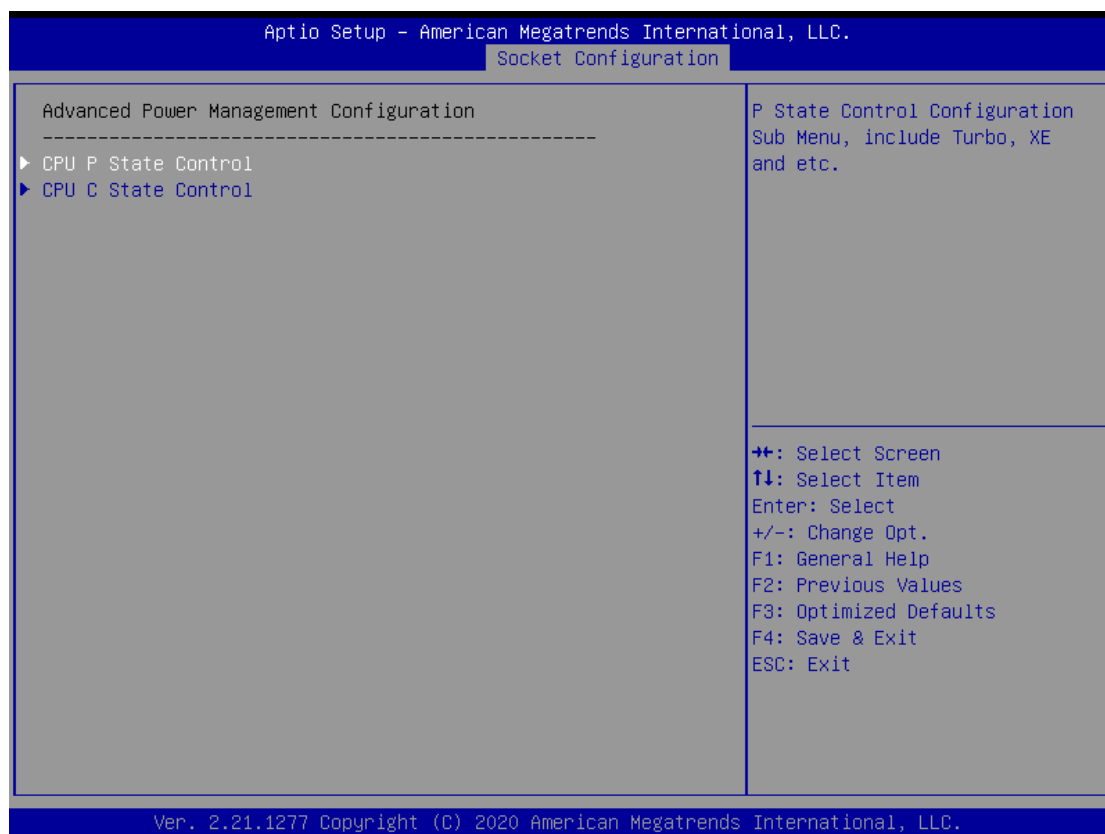 Aptio Setup – American Megatrends International, LLC.
Socket Configuration
Advanced Power Management Configuration
--------------------------------------------------
CPU P State Control
CPU C State Control
P State Control Configuration
Sub Menu, include Turbo, XE
and etc.
→←: Select Screen
↑↓: Select Item
Enter: Select
+/-: Change Opt.
F1: General Help
F2: Previous Values
F3: Optimized Defaults
F4: Save & Exit
ESC: Exit
Ver. 2.21.1277 Copyright (C) 2020 American Megatrends International, LLC.